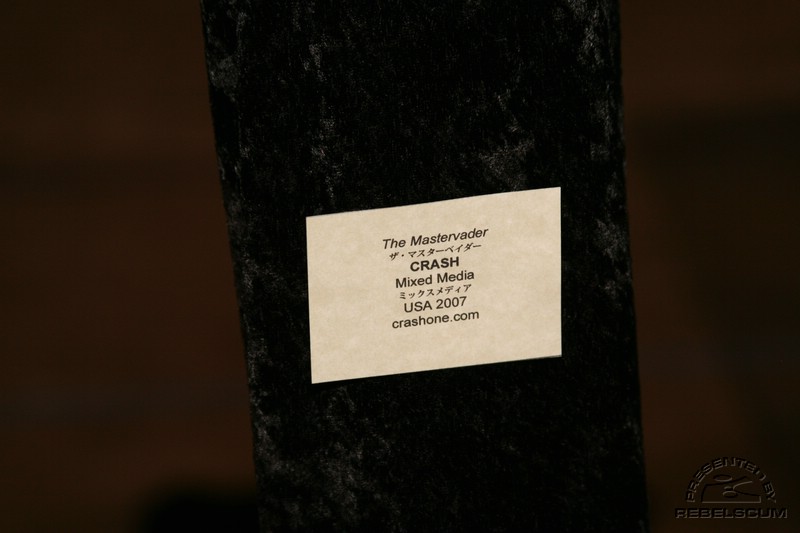 The Mastervader
ザ・マスターベイダー
CRASH
Mixed Media
ミックスメディア
USA 2007
crashone.com
PRESENTED BY
REBELSCUM